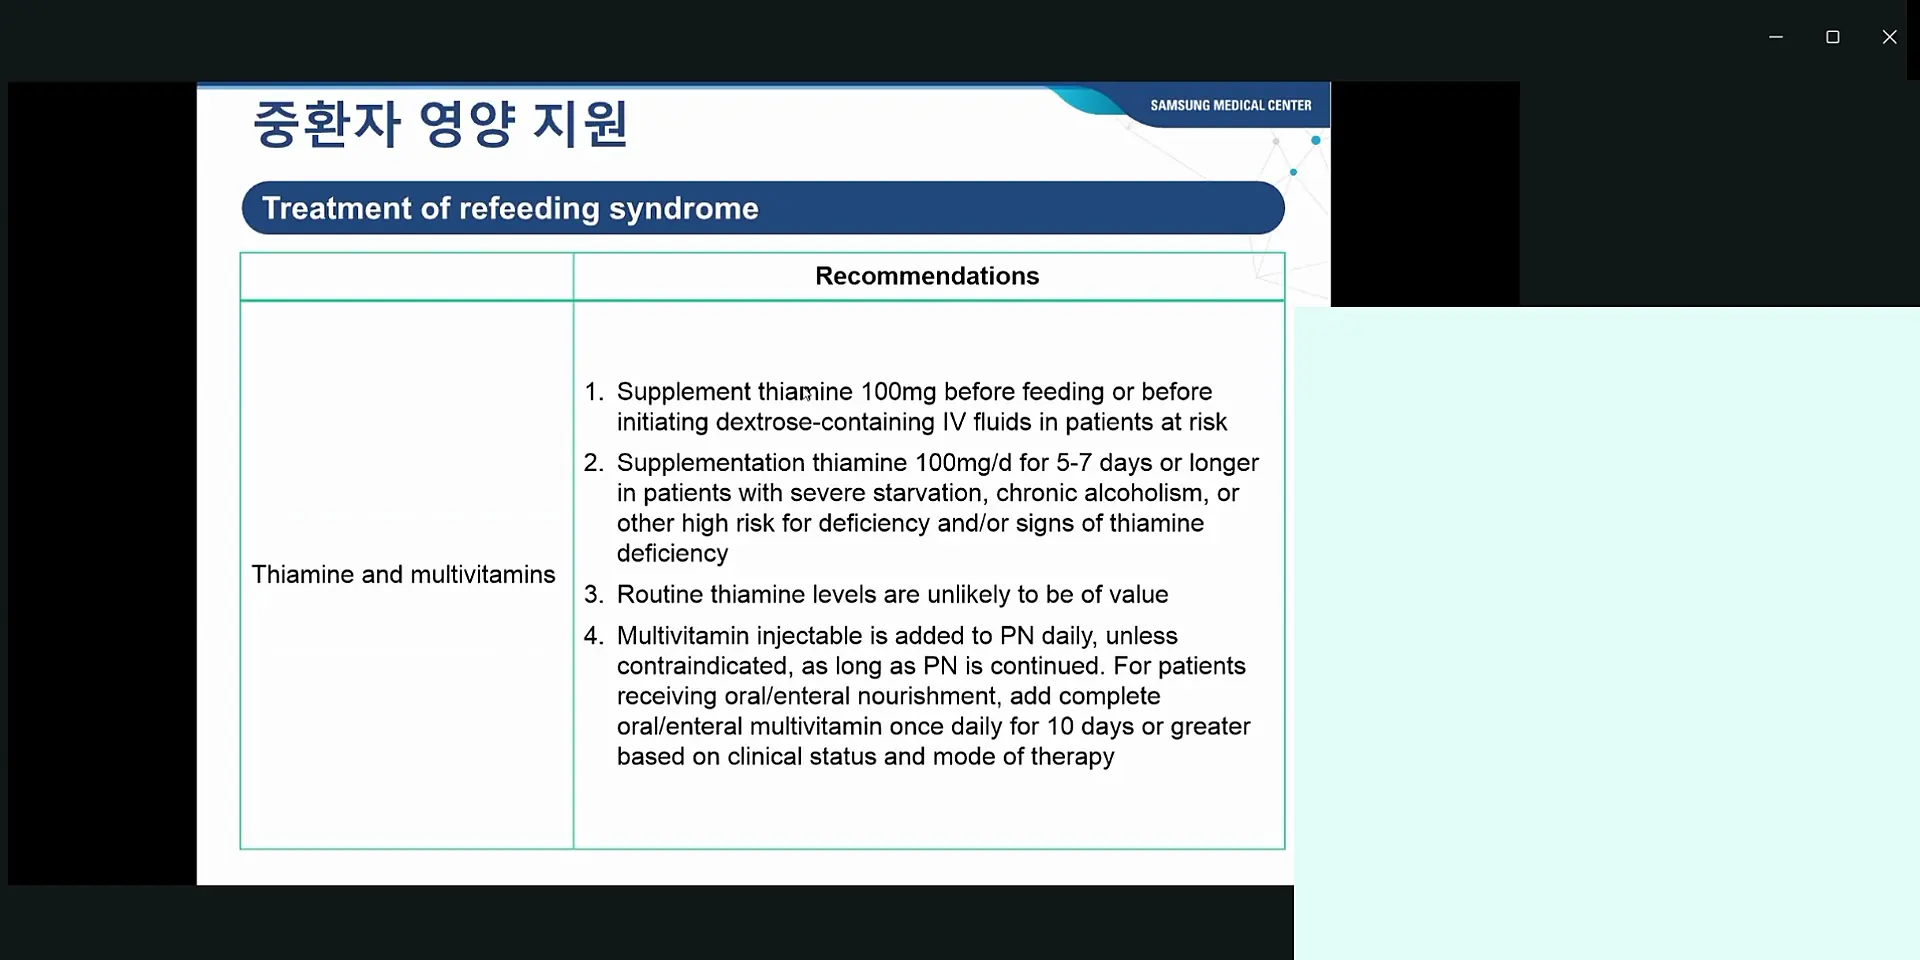 중환자 영양 지원
SAMSUNG MEDICAL CENTER
Treatment of refeeding syndrome
Recommendations
Thiamine and multivitamins
1. Supplement thiamine 100mg before feeding or before
initiating dextrose-containing IV fluids in patients at risk
2. Supplementation thiamine 100mg/d for 5-7 days or longer
in patients with severe starvation, chronic alcoholism, or
other high risk for deficiency and/or signs of thiamine
deficiency
3. Routine thiamine levels are unlikely to be of value
4. Multivitamin injectable is added to PN daily, unless
contraindicated, as long as PN is continued. For patients
receiving oral/enteral nourishment, add complete
oral/enteral multivitamin once daily for 10 days or greater
based on clinical status and mode of therapy